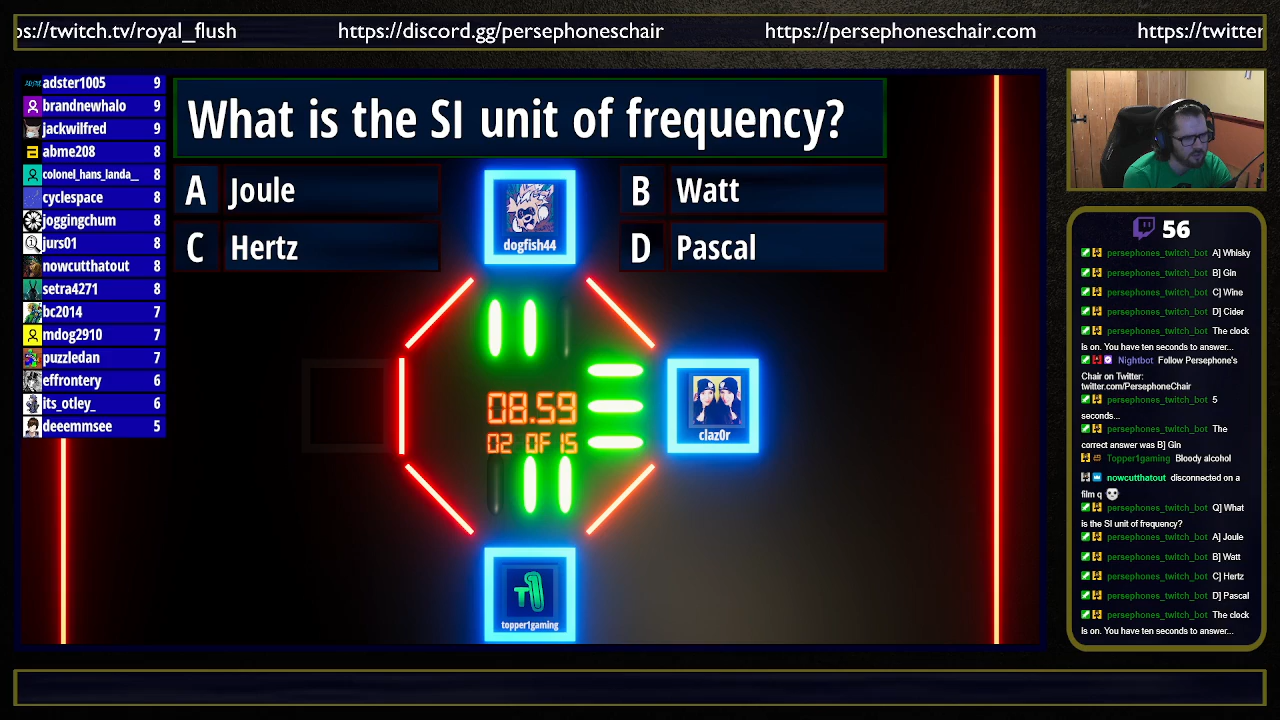 ps://twitch.tv/royal_flush https://discord.gg/persephoneschair https://persephoneschair.com https://twitter
adster1005 9
brandnewhalo 9
jackwilfred 9
abme208 8
colonel_hans_landa__ 8
cyclespace 8
joggingchum 8
jurs01 8
nowcutthatout 8
setra4271 8
bc2014 7
mdog2910 7
puzzledan 7
effrontery 6
its_otley_ 6
deeemmsee 5
What is the SI unit of frequency?
A Joule
B Watt
C Hertz
D Pascal
dogfish44
claz0r
08.59
02 OF 15
T1
topper1gaming
56
persephones_twitch_bot A] Whisky
persephones_twitch_bot B] Gin
persephones_twitch_bot C] Wine
persephones_twitch_bot D] Cider
persephones_twitch_bot The clock
is on. You have ten seconds to answer...
Nightbot Follow Persephone's
Chair on Twitter:
twitter.com/PersephoneChair
persephones_twitch_bot 5
seconds...
persephones_twitch_bot The
correct answer was B] Gin
Topper1gaming Bloody alcohol
nowcutthatout disconnected on a
film q
persephones_twitch_bot Q] What
is the SI unit of frequency?
persephones_twitch_bot A] Joule
persephones_twitch_bot B] Watt
persephones_twitch_bot C] Hertz
persephones_twitch_bot D] Pascal
persephones_twitch_bot The clock
is on. You have ten seconds to answer...